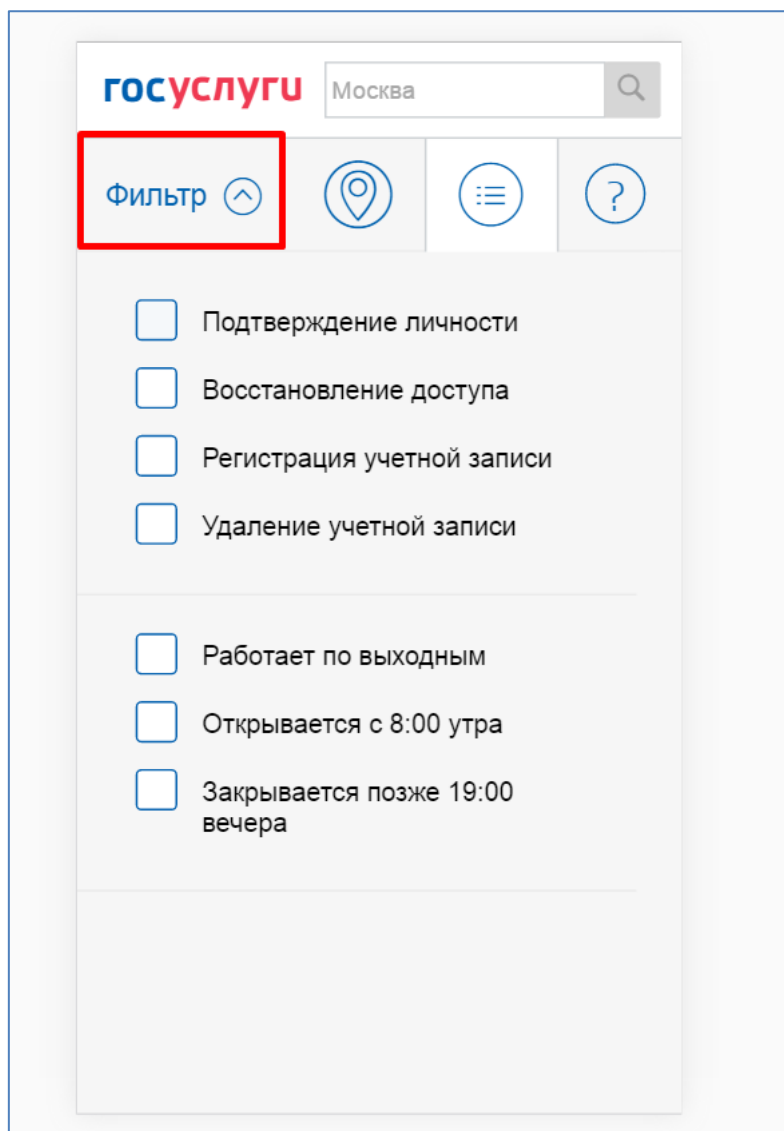 госуслуги
Москва
Фильтр
?
Подтверждение личности
Восстановление доступа
Регистрация учетной записи
Удаление учетной записи
Работает по выходным
Открывается с 8:00 утра
Закрывается позже 19:00
вечера